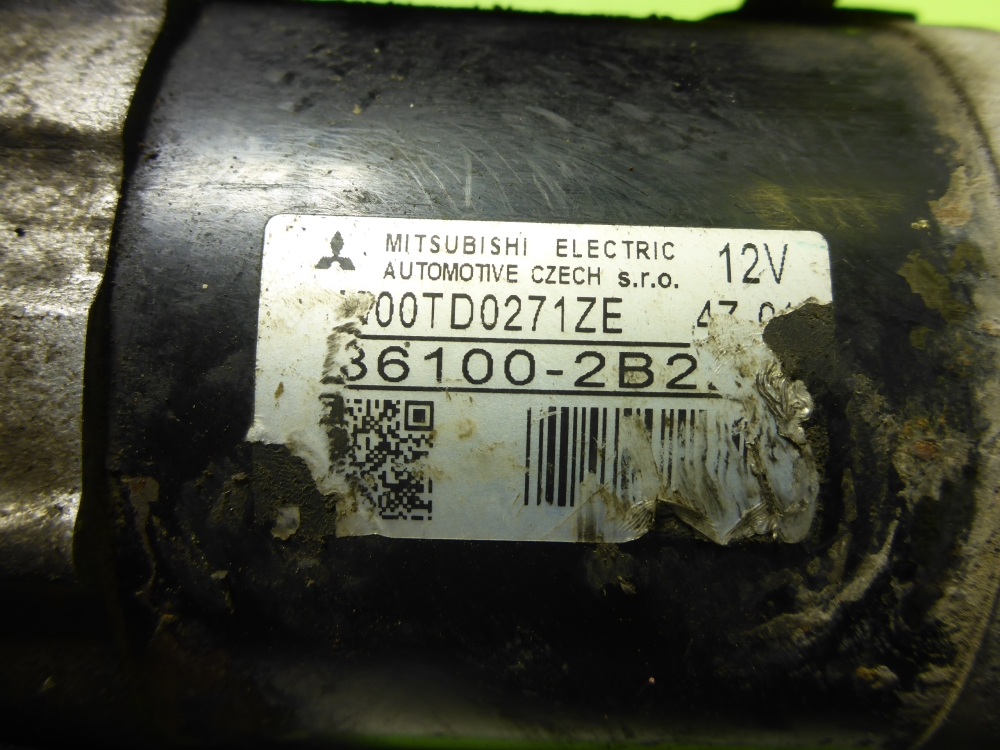 MITSUBISHI ELECTRIC 12V
AUTOMOTIVE CZECH s.r.o.
00TD0271ZE
36100-2B2